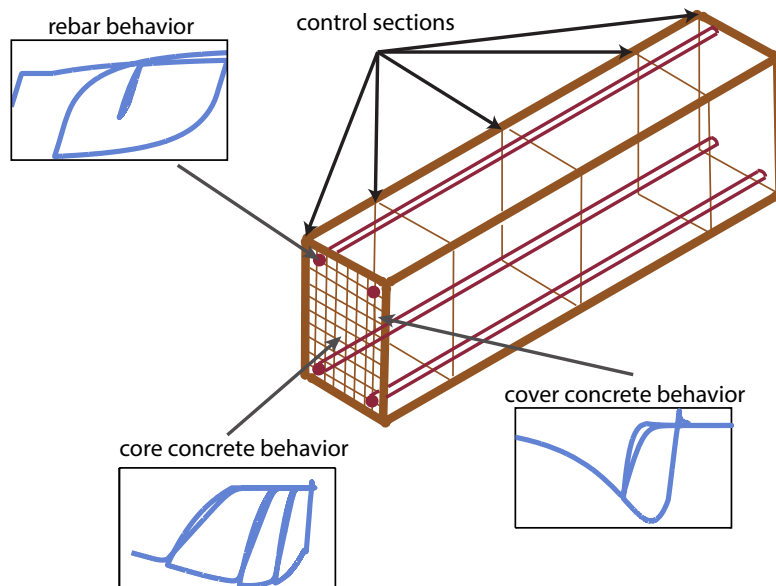 rebar behavior
control sections
cover concrete behavior
core concrete behavior